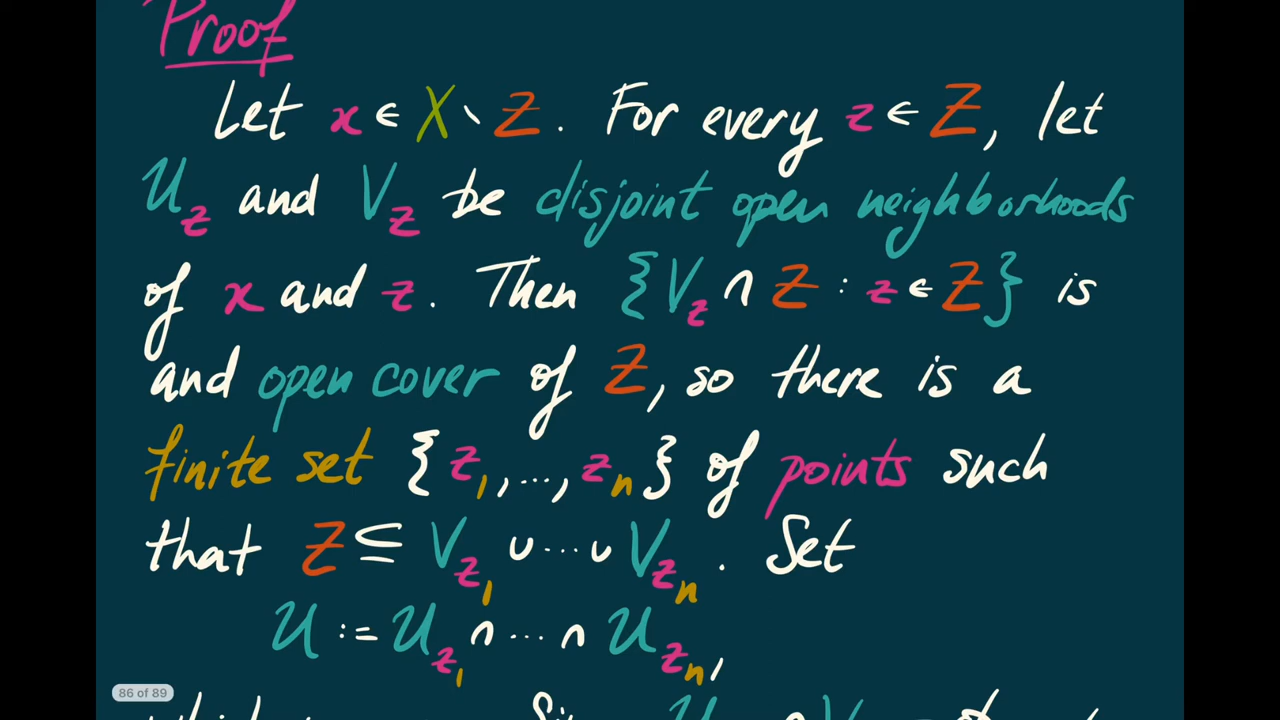 Proof
Let x ∈ X \ Z. For every z ∈ Z, let
U_z and V_z be disjoint open neighborhoods
of x and z. Then {V_z ∩ Z : z ∈ Z} is
and open cover of Z, so there is a
finite set {z_1, ..., z_n} of points such
that Z ⊆ V_{z_1} ∪ ... ∪ V_{z_n}. Set
U := U_{z_1} ∩ ... ∩ U_{z_n},
86 of 89